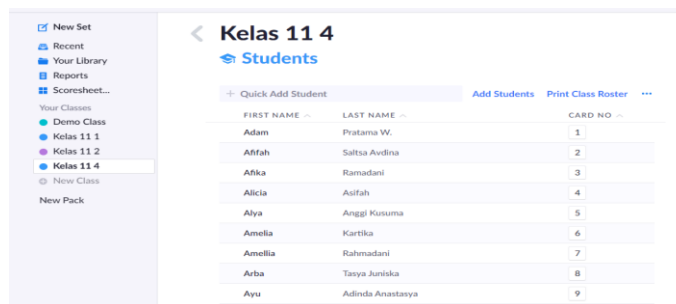 New Set
Recent
Your Library
Reports
Scoresheet...
Your Classes
Demo Class
Kelas 11 1
Kelas 11 2
Kelas 11 4
New Class
New Pack
Kelas 11 4
Students
+ Quick Add Student Add Students Print Class Roster ...
FIRST NAME LAST NAME CARD NO
Adam Pratama W. 1
Afifah Saltsa Avdina 2
Afika Ramadani 3
Alicia Asifah 4
Alya Anggi Kusuma 5
Amelia Kartika 6
Amellia Rahmadani 7
Arba Tasya Juniska 8
Ayu Adinda Anastasya 9